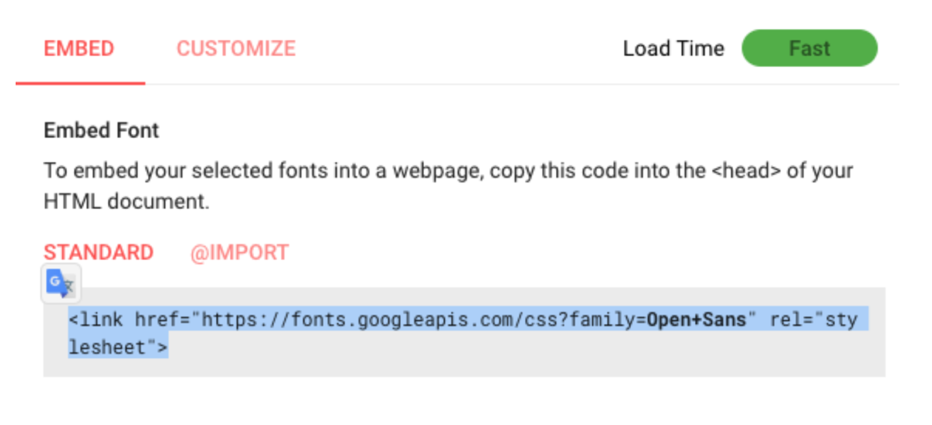 EMBED CUSTOMIZE Load Time Fast
Embed Font
To embed your selected fonts into a webpage, copy this code into the <head> of your
HTML document.
STANDARD @IMPORT
G 文
<link href="https://fonts.googleapis.com/css?family=Open+Sans" rel="sty
lesheet">